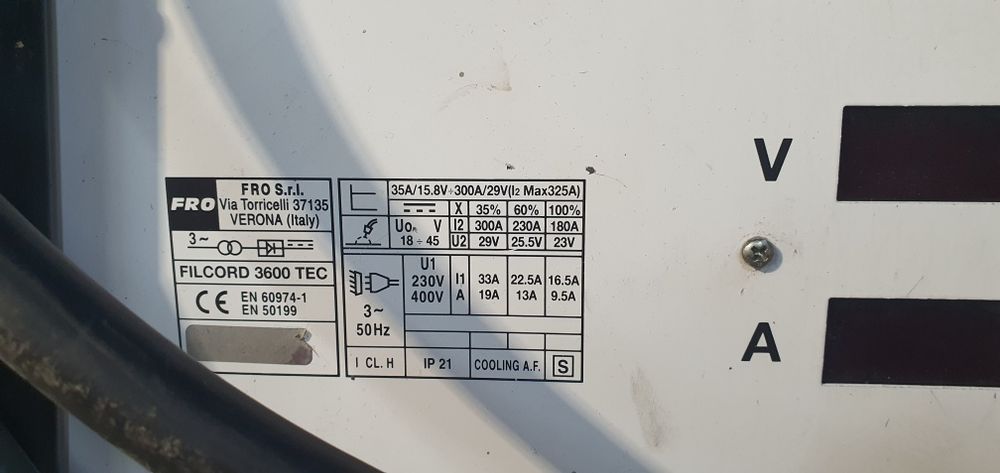 FRO
FRO S.r.l.
Via Torricelli 37135
VERONA (Italy)
3~
FILCORD 3600 TEC
CE
EN 60974-1
EN 50199
35A/15.8V÷300A/29V(I2 Max325A)
X 35% 60% 100%
Uo V I2 300A 230A 180A
18 ÷ 45 U2 29V 25.5V 23V
U1
230V I1 33A 22.5A 16.5A
400V A 19A 13A 9.5A
3~
50Hz
I CL. H IP 21 COOLING A.F. S
V
A